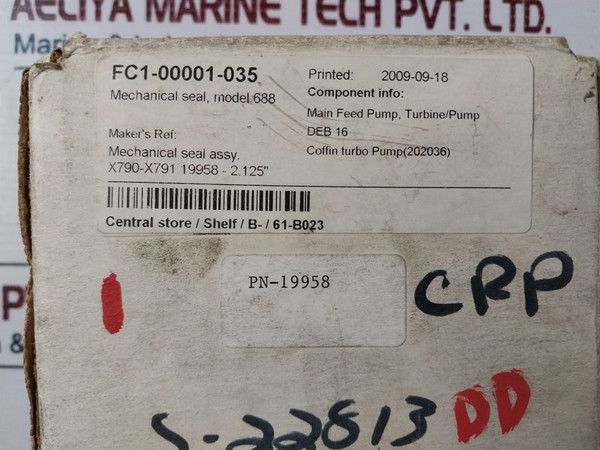 AELIYA MARINE TECH PVT. LTD.
FC1-00001-035
Mechanical seal, model 688
Maker's Ref:
Mechanical seal assy.
X790-X791 19958 - 2.125"
Printed: 2009-09-18
Component info:
Main Feed Pump, Turbine/Pump
DEB 16
Coffin turbo Pump(202036)
Central store / Shelf / B- / 61-B023
PN-19958
CRP
S-22813 DD